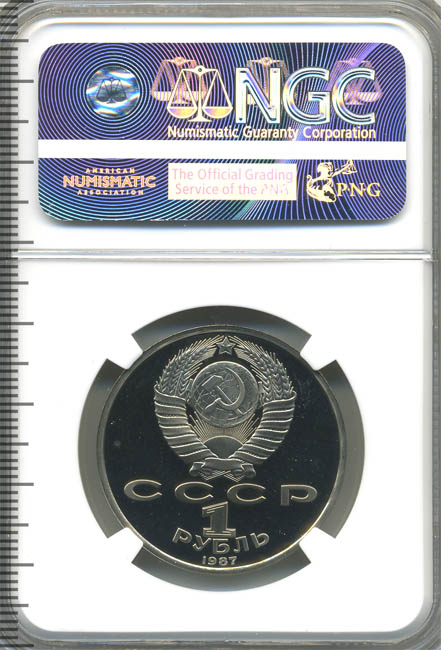 NGC
Numismatic Guaranty Corporation
AMERICAN
NUMISMATIC
ASSOCIATION
The Official Grading
Service of the PNG
PNG
СССР
1
РУБЛЬ
1987